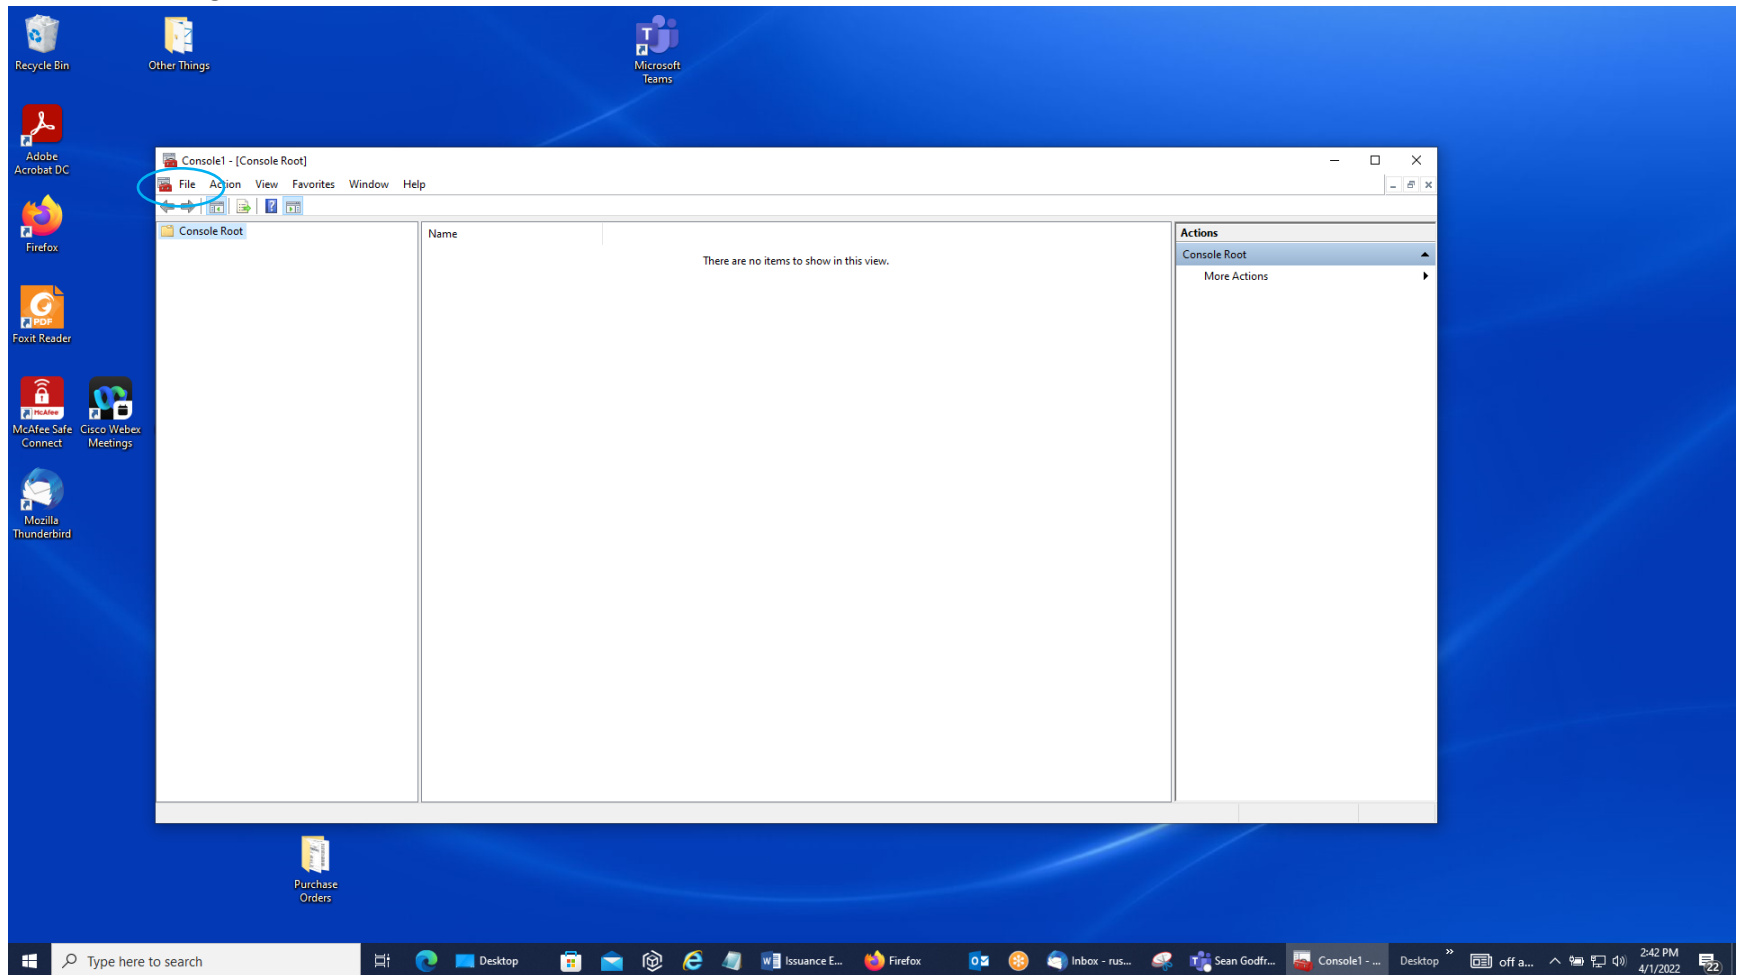 Recycle Bin
Other Things
Microsoft
Teams
Adobe
Acrobat DC
Firefox
PDF
Foxit Reader
McAfee
McAfee Safe
Connect
Cisco Webex
Meetings
Mozilla
Thunderbird
Console1 - [Console Root]
File Action View Favorites Window Help
Console Root
Name
There are no items to show in this view.
Actions
Console Root
More Actions
Purchase
Orders
Type here to search
Desktop
Issuance E...
Firefox
Inbox - rus...
Sean Godfr...
Console1 - ...
Desktop
off a...
2:42 PM
4/1/2022
22